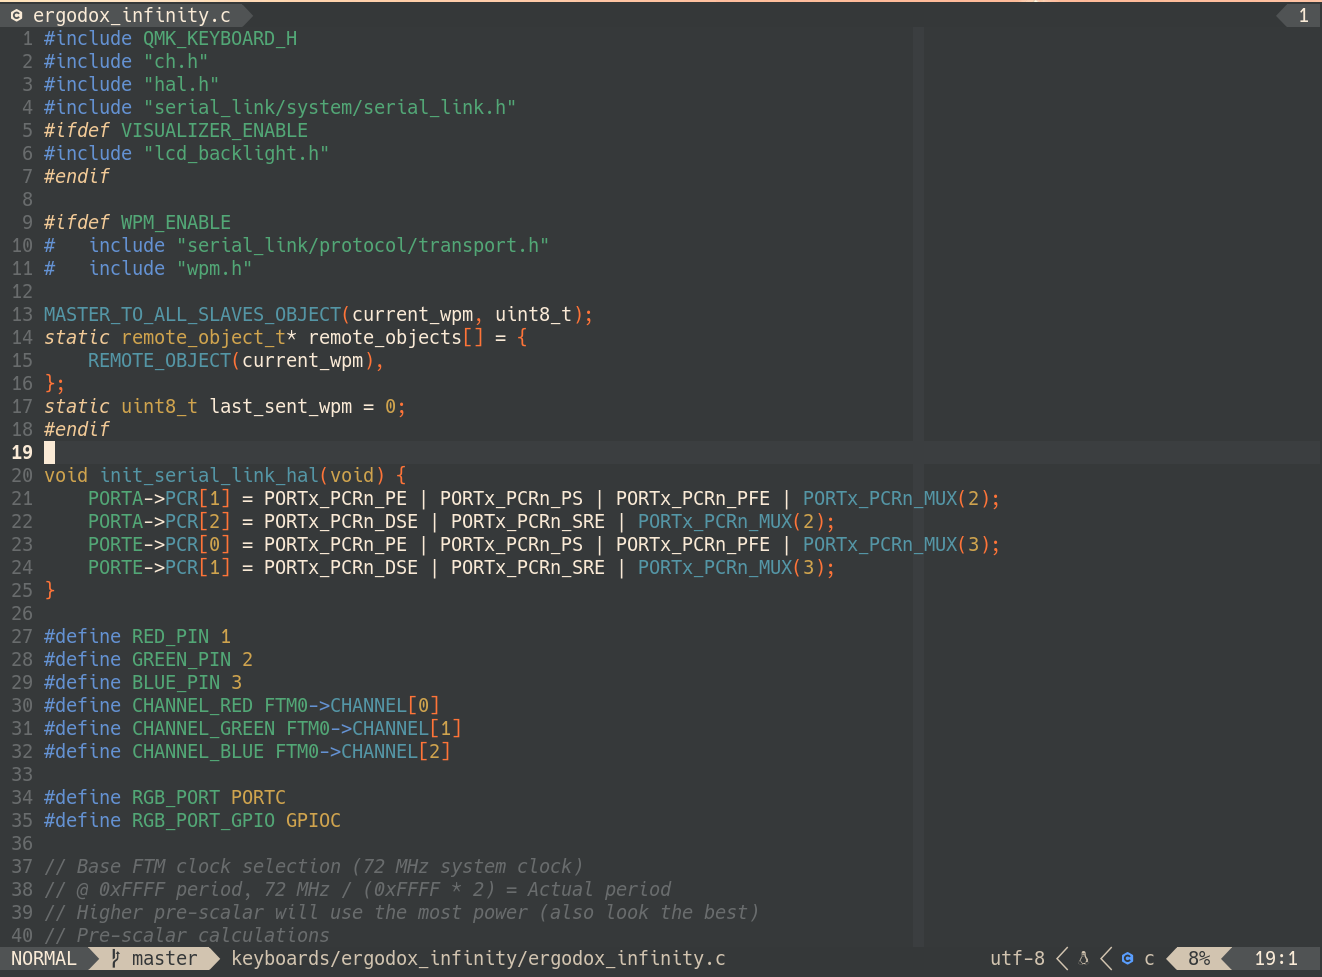 ergodox_infinity.c 1
1 #include QMK_KEYBOARD_H
2 #include "ch.h"
3 #include "hal.h"
4 #include "serial_link/system/serial_link.h"
5 #ifdef VISUALIZER_ENABLE
6 #include "lcd_backlight.h"
7 #endif
8
9 #ifdef WPM_ENABLE
10 #   include "serial_link/protocol/transport.h"
11 #   include "wpm.h"
12
13 MASTER_TO_ALL_SLAVES_OBJECT(current_wpm, uint8_t);
14 static remote_object_t* remote_objects[] = {
15     REMOTE_OBJECT(current_wpm),
16 };
17 static uint8_t last_sent_wpm = 0;
18 #endif
19
20 void init_serial_link_hal(void) {
21     PORTA->PCR[1] = PORTx_PCRn_PE | PORTx_PCRn_PS | PORTx_PCRn_PFE | PORTx_PCRn_MUX(2);
22     PORTA->PCR[2] = PORTx_PCRn_DSE | PORTx_PCRn_SRE | PORTx_PCRn_MUX(2);
23     PORTE->PCR[0] = PORTx_PCRn_PE | PORTx_PCRn_PS | PORTx_PCRn_PFE | PORTx_PCRn_MUX(3);
24     PORTE->PCR[1] = PORTx_PCRn_DSE | PORTx_PCRn_SRE | PORTx_PCRn_MUX(3);
25 }
26
27 #define RED_PIN 1
28 #define GREEN_PIN 2
29 #define BLUE_PIN 3
30 #define CHANNEL_RED FTM0->CHANNEL[0]
31 #define CHANNEL_GREEN FTM0->CHANNEL[1]
32 #define CHANNEL_BLUE FTM0->CHANNEL[2]
33
34 #define RGB_PORT PORTC
35 #define RGB_PORT_GPIO GPIOC
36
37 // Base FTM clock selection (72 MHz system clock)
38 // @ 0xFFFF period, 72 MHz / (0xFFFF * 2) = Actual period
39 // Higher pre-scalar will use the most power (also look the best)
40 // Pre-scalar calculations
NORMAL master keyboards/ergodox_infinity/ergodox_infinity.c utf-8 c 8% 19:1